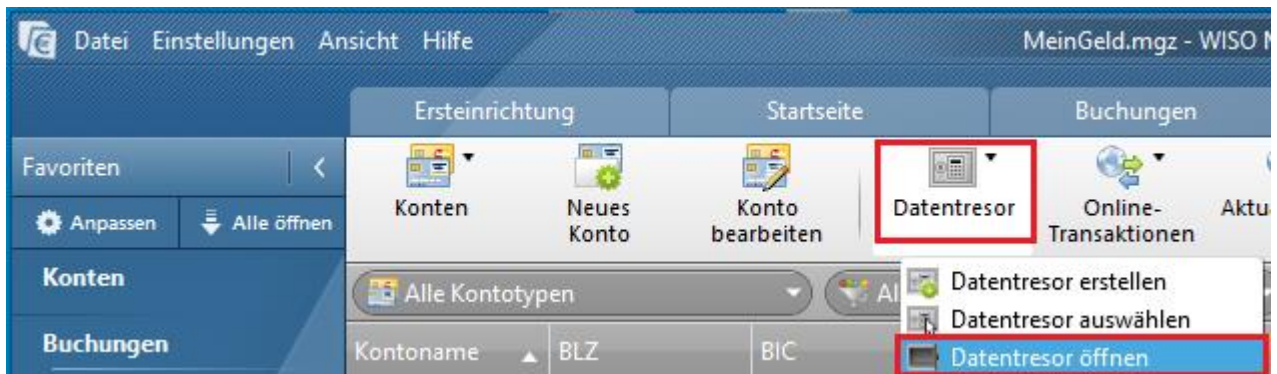 Datei Einstellungen Ansicht Hilfe
MeinGeld.mgz - WISO
Ersteinrichtung Startseite Buchungen
Favoriten
Anpassen Alle öffnen
Konten Neues Konto Konto bearbeiten Datentresor Online-Transaktionen
Konten
Alle Kontotypen
Datentresor erstellen
Datentresor auswählen
Buchungen
Kontoname BLZ BIC
Datentresor öffnen